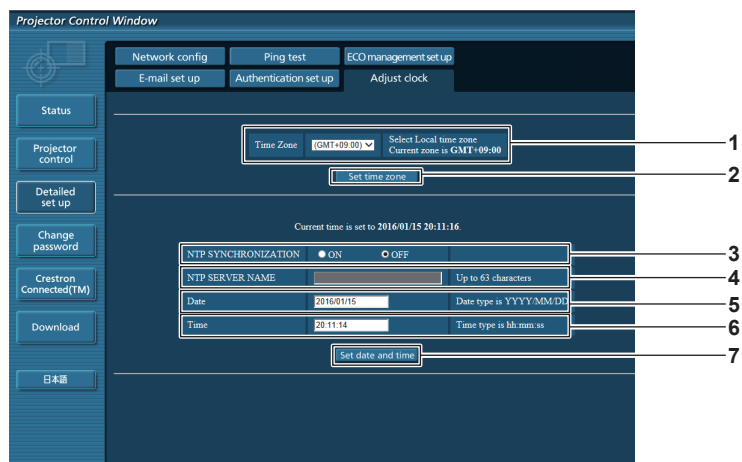 Projector Control Window
Network config
Ping test
ECO management set up
E-mail set up
Authentication set up
Adjust clock
Status
Projector
control
Detailed
set up
Change
password
Crestron
Connected(TM)
Download
日本語
Time Zone
(GMT+09:00)
Select Local time zone
Current zone is GMT+09:00
1
Set time zone
2
Current time is set to 2016/01/15 20:11:16.
NTP SYNCHRONIZATION
ON
OFF
3
NTP SERVER NAME
Up to 63 characters
4
Date
2016/01/15
Date type is YYYY/MM/DD
5
Time
20:11:14
Time type is hh:mm:ss
6
Set date and time
7